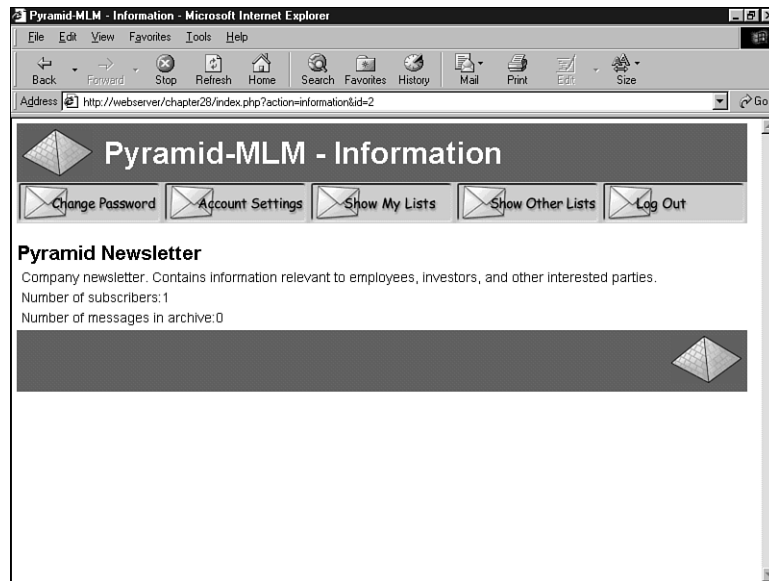 Pyramid-MLM - Information - Microsoft Internet Explorer
File Edit View Favorites Tools Help
Back Forward Stop Refresh Home Search Favorites History Mail Print Edit Size
Address http://webserver/chapter28/index.php?action=information&id=2 Go
Pyramid-MLM - Information
Change Password Account Settings Show My Lists Show Other Lists Log Out
Pyramid Newsletter
Company newsletter. Contains information relevant to employees, investors, and other interested parties.
Number of subscribers:1
Number of messages in archive:0